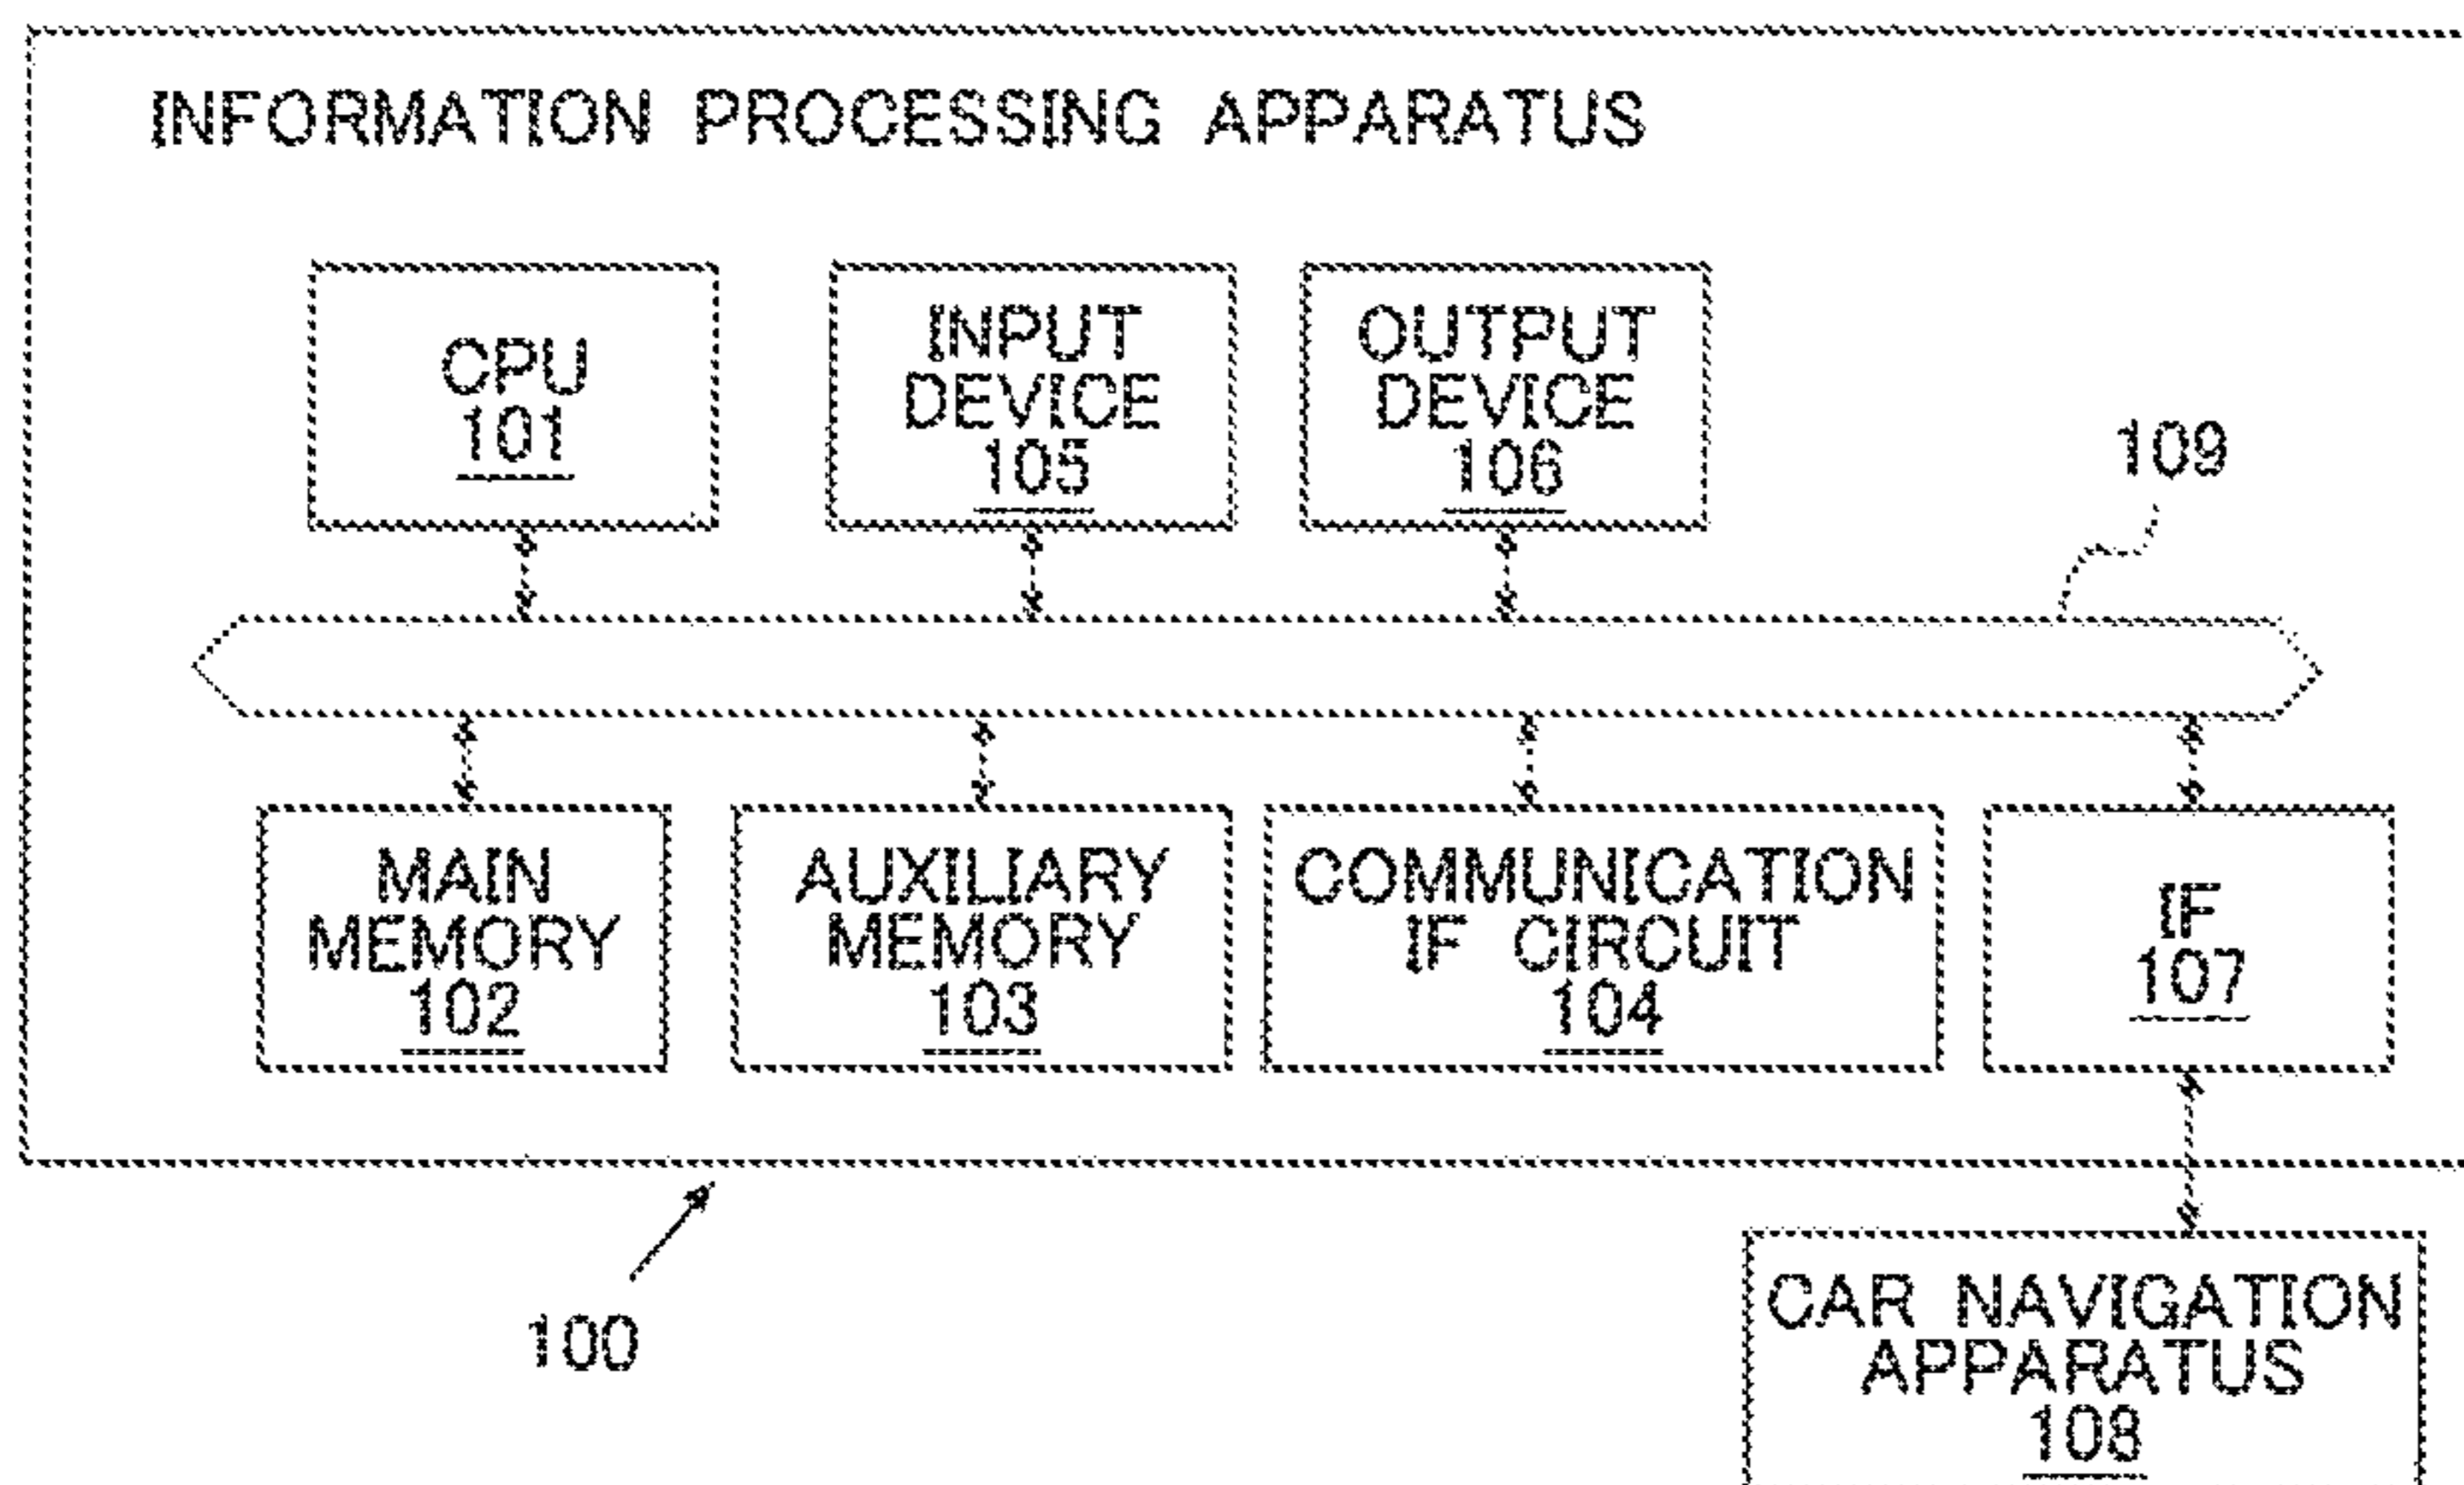 INFORMATION PROCESSING APPARATUS
CPU
101
INPUT
DEVICE
105
OUTPUT
DEVICE
106
109
MAIN
MEMORY
102
AUXILIARY
MEMORY
103
COMMUNICATION
IF CIRCUIT
104
IF
107
100
CAR NAVIGATION
APPARATUS
108